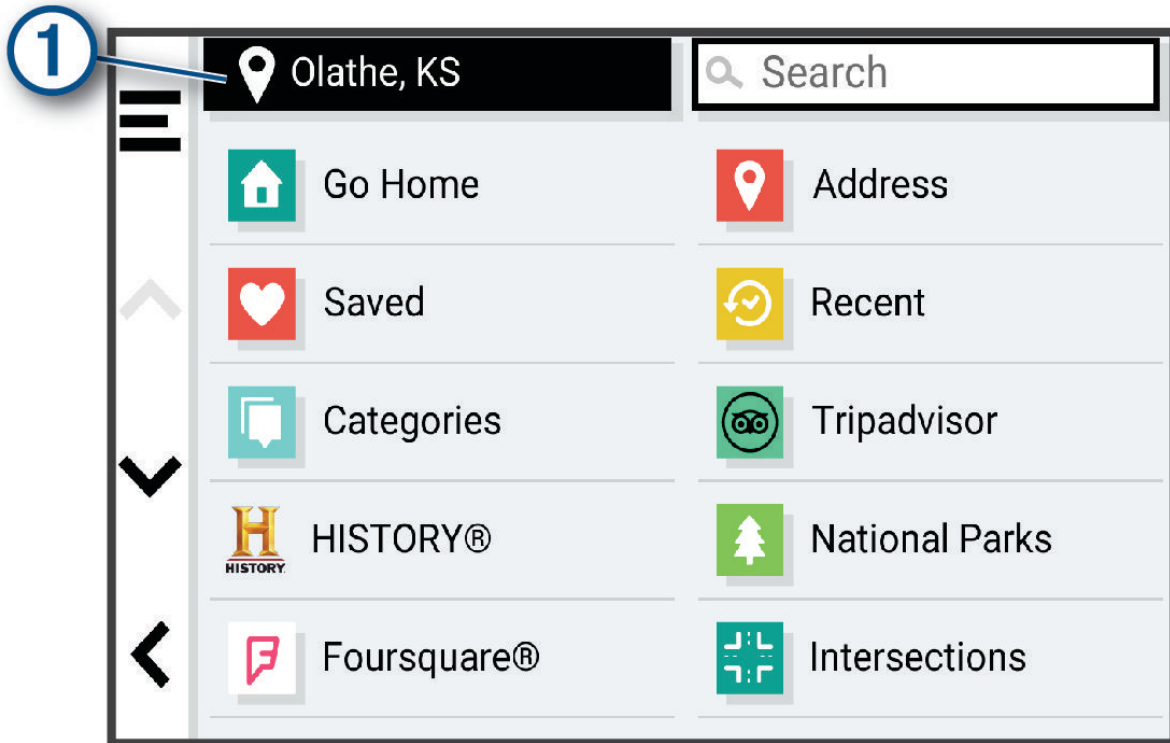 1
Olathe, KS
Search
Go Home
Address
Saved
Recent
Categories
Tripadvisor
HISTORY
HISTORY®
National Parks
Foursquare®
Intersections